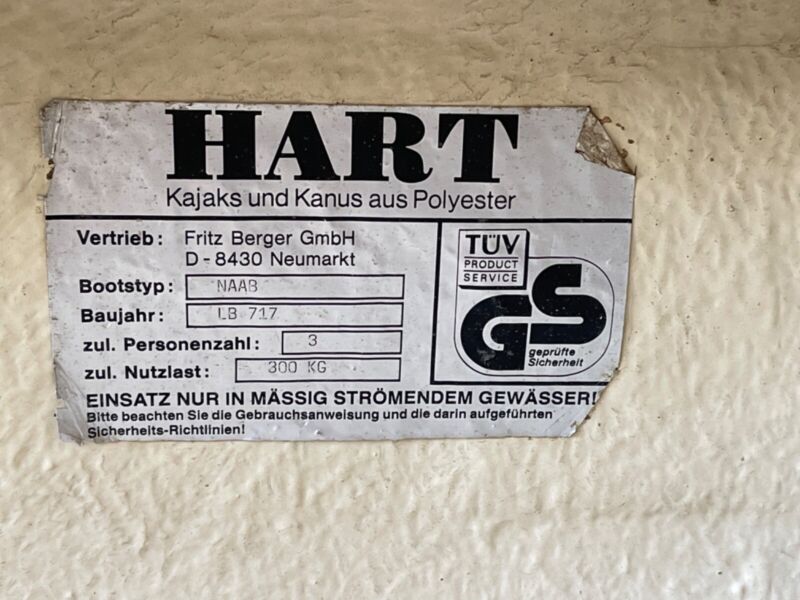 HART
Kajaks und Kanus aus Polyester
Vertrieb: Fritz Berger GmbH
D-8430 Neumarkt
Bootstyp: NAAB
Baujahr: LB 717
zul. Personenzahl: 3
zul. Nutzlast: 300 KG
TÜV
PRODUCT
SERVICE
GS
geprüfte
Sicherheit
EINSATZ NUR IN MÄSSIG STRÖMENDEM GEWÄSSER!
Bitte beachten Sie die Gebrauchsanweisung und die darin aufgeführten
Sicherheits-Richtlinien!